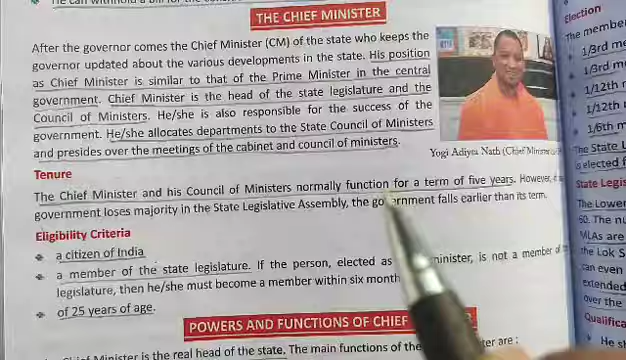 He can withhold a bill for the
THE CHIEF MINISTER
After the governor comes the Chief Minister (CM) of the state who keeps the
governor updated about the various developments in the state. His position
as Chief Minister is similar to that of the Prime Minister in the central
government. Chief Minister is the head of the state legislature and the
Council of Ministers. He/she is also responsible for the success of the
government. He/she allocates departments to the State Council of Ministers
and presides over the meetings of the cabinet and council of ministers.
Yogi Aditya Nath (Chief Minister
Tenure
The Chief Minister and his Council of Ministers normally function for a term of five years. However,
government loses majority in the State Legislative Assembly, the government falls earlier than its term.
Eligibility Criteria
a citizen of India
a member of the state legislature. If the person, elected as minister, is not a member of
legislature, then he/she must become a member within six month
of 25 years of age.
POWERS AND FUNCTIONS OF CHIEF
Minister is the real head of the state. The main functions of the ter are :
Election
The member
1/3rd me
1/3rd m
1/12th
1/12th
1/6th m
The State L
is elected f
State Legis
The Lower
60. The nu
MLAs are
the Lok S
can even
extended
over the
Qualifica
He s